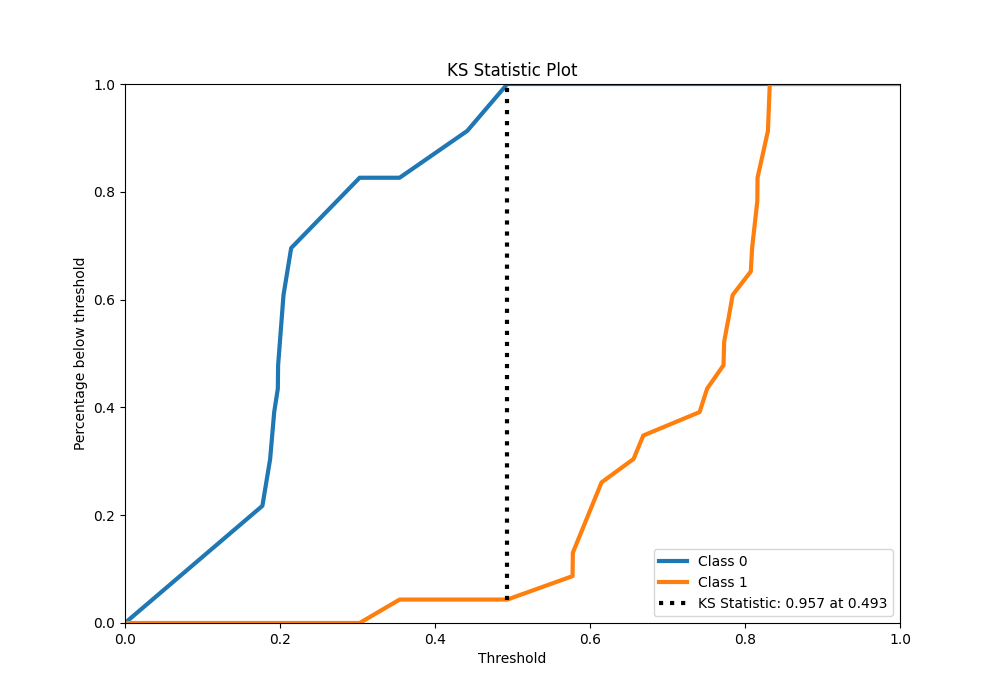 KS Statistic Plot
1.0
0.8
0.6
0.4
0.2
0.0
Percentage below threshold
0.0 0.2 0.4 0.6 0.8 1.0
Threshold
Class 0
Class 1
KS Statistic: 0.957 at 0.493